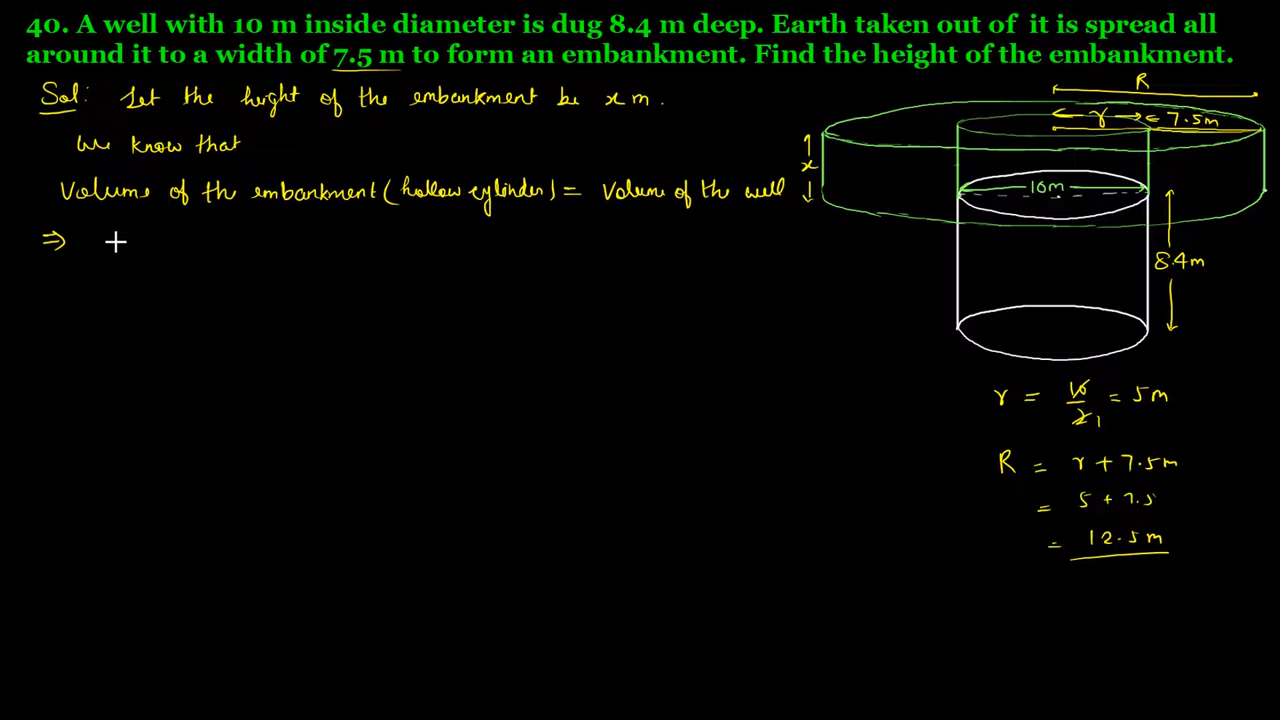 40. A well with 10 m inside diameter is dug 8.4 m deep. Earth taken out of it is spread all
around it to a width of 7.5 m to form an embankment. Find the height of the embankment.
Sol: Let the height of the embankment be x m.
We know that
Volume of the embankment (hollow cylinder) = Volume of the well
⇒
R
r
7.5m
x
10m
8.4m
r = 10/2 1 = 5m
R = r + 7.5m
= 5 + 7.5
= 12.5m